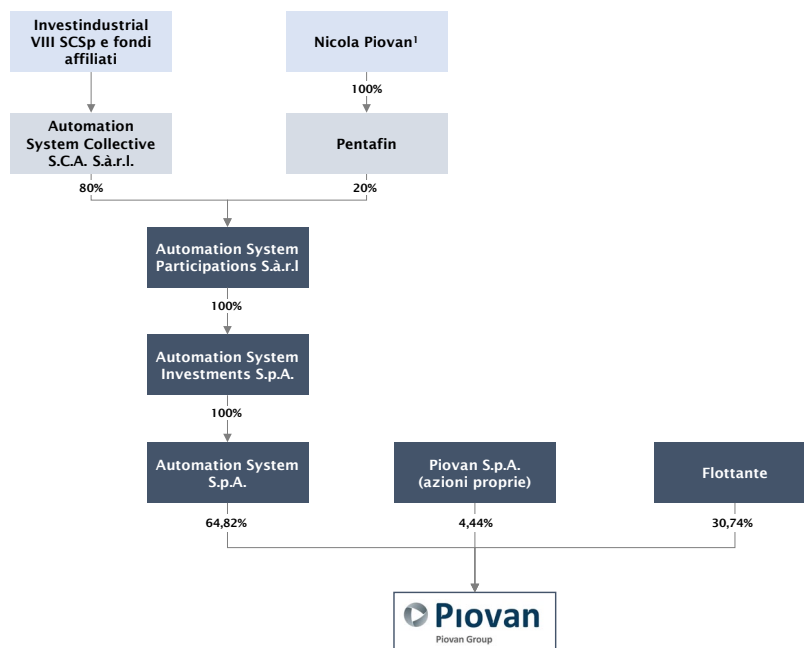 Investindustrial
VIII SCSp e fondi
affiliati
Nicola Piovan¹
100%
Automation
System Collective
S.C.A. S.à.r.l.
Pentafin
80%
20%
Automation System
Participations S.à.r.l
100%
Automation System
Investments S.p.A.
100%
Automation System
S.p.A.
Piovan S.p.A.
(azioni proprie)
Flottante
64,82%
4,44%
30,74%
Piovan
Piovan Group